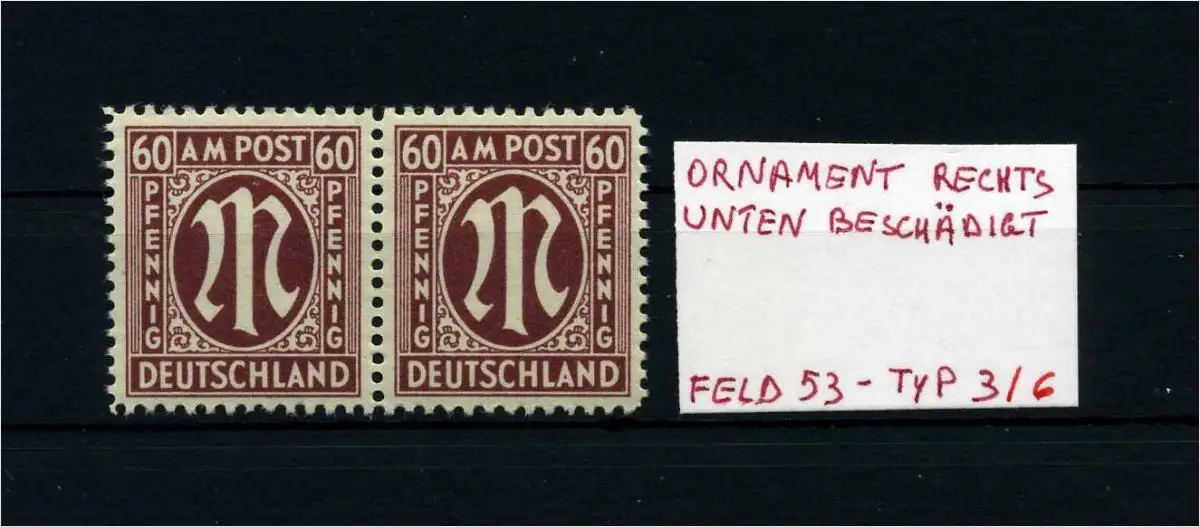 60 AM POST 60
PFENNIG
M
PFENNIG
DEUTSCHLAND
60 AM POST 60
PFENNIG
M
PFENNIG
DEUTSCHLAND
ORNAMENT RECHTS
UNTEN BESCHÄDIGT
FELD 53 - TYP 3/6